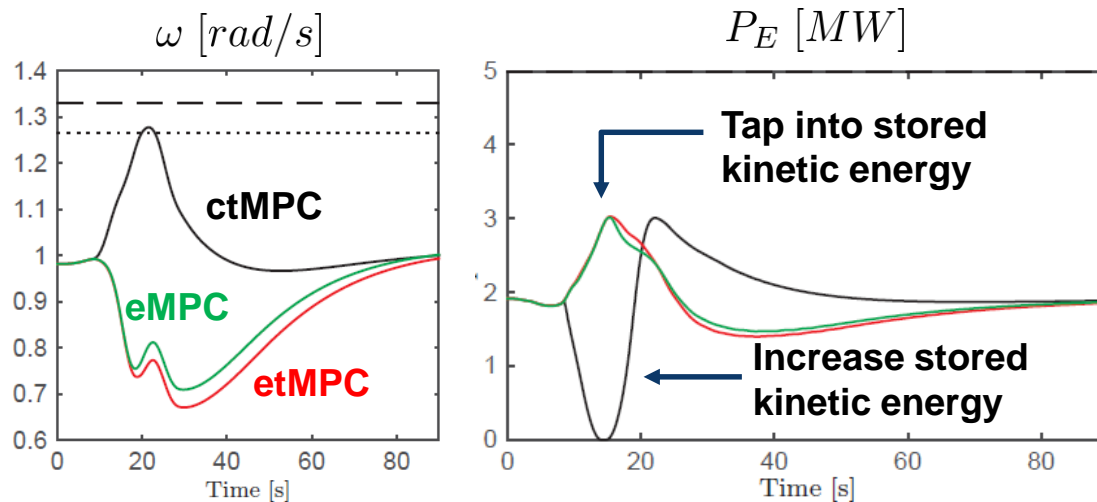 ω [rad/s]
1.4
1.3
1.2
1.1
1
0.9
0.8
0.7
0.6
ctMPC
eMPC
etMPC
0 20 40 60 80
Time [s]
P_E [MW]
5
4
3
2
1
0
Tap into stored
kinetic energy
Increase stored
kinetic energy
0 20 40 60 80
Time [s]